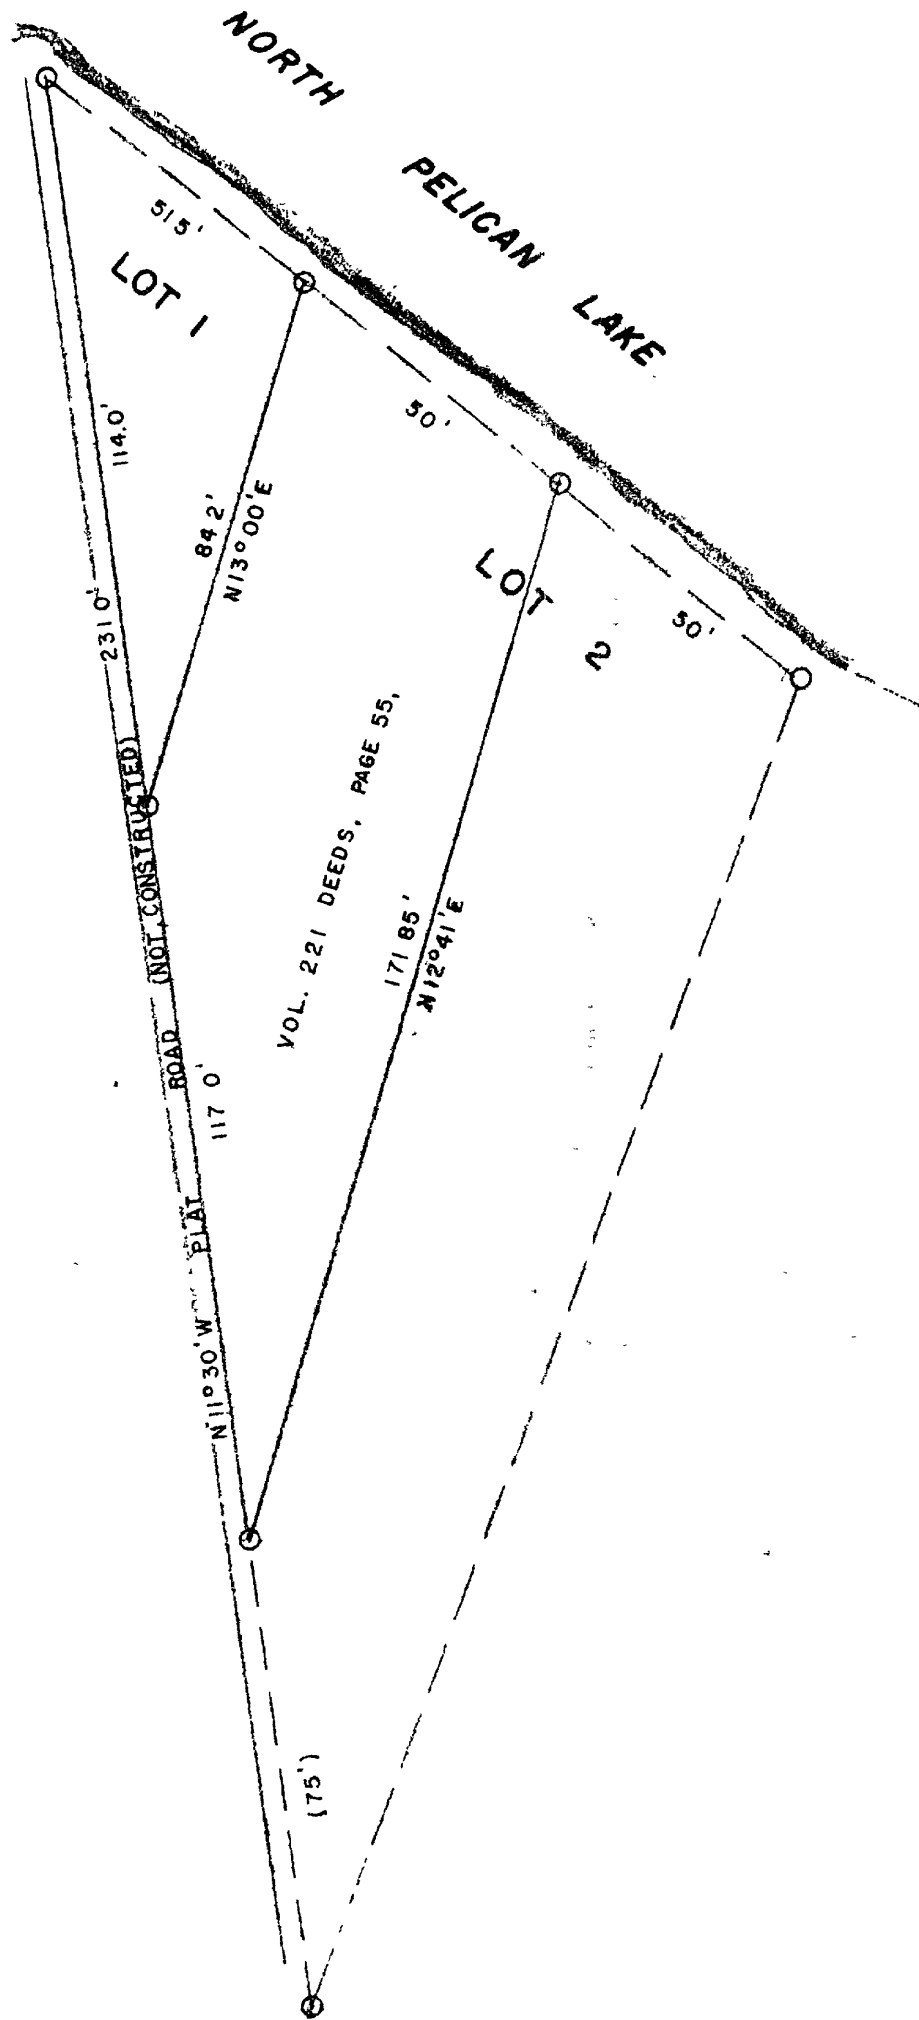 NORTH PELICAN LAKE
51 5'
LOT 1
50'
114.0'
84 2'
N13°00'E
LOT 2
50'
231 0'
VOL. 221 DEEDS, PAGE 55,
171 85'
N12°41'E
PLAT ROAD (NOT CONSTRUCTED)
117 0'
N11°30'W
(75')